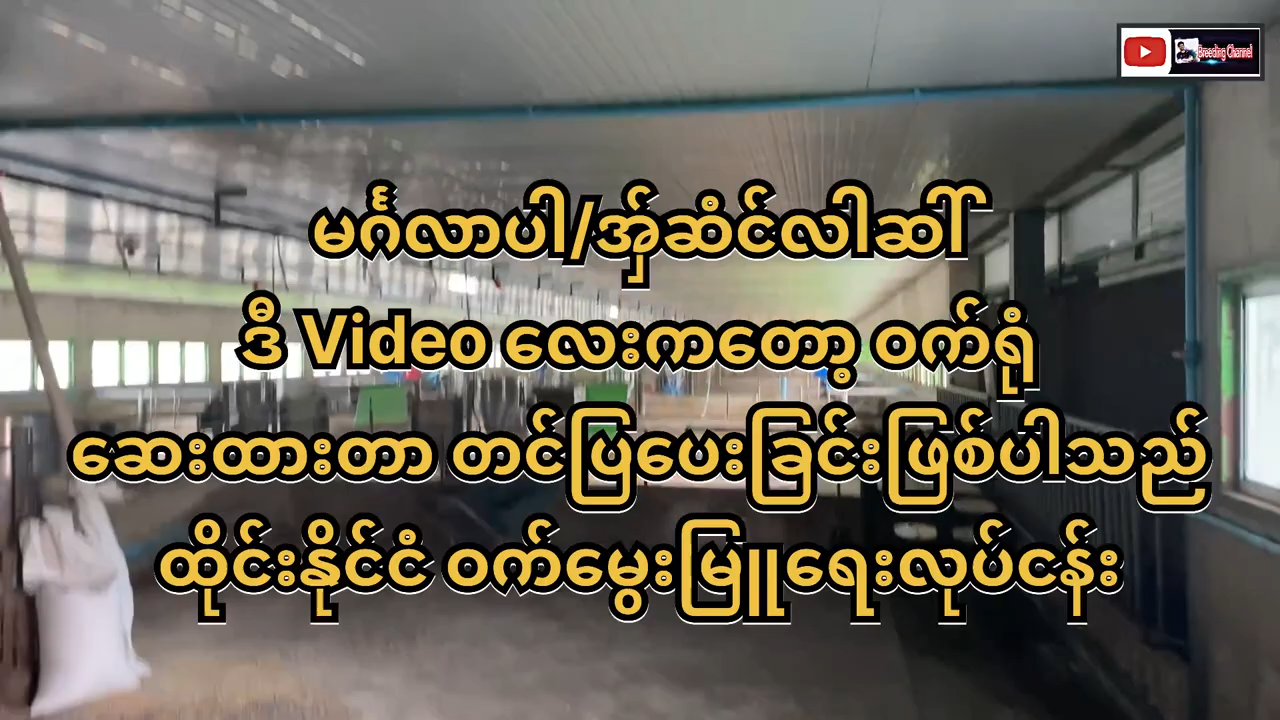 Breeding Channel
မင်္ဂလာပါ/အှ်ဆံင်လါဆါ်
ဒီ Video လေးကတော့ ဝက်ရုံ
ဆေးထားတာ တင်ပြပေးခြင်းဖြစ်ပါသည်
ထိုင်းနိုင်ငံ ဝက်မွေးမြူရေးလုပ်ငန်း